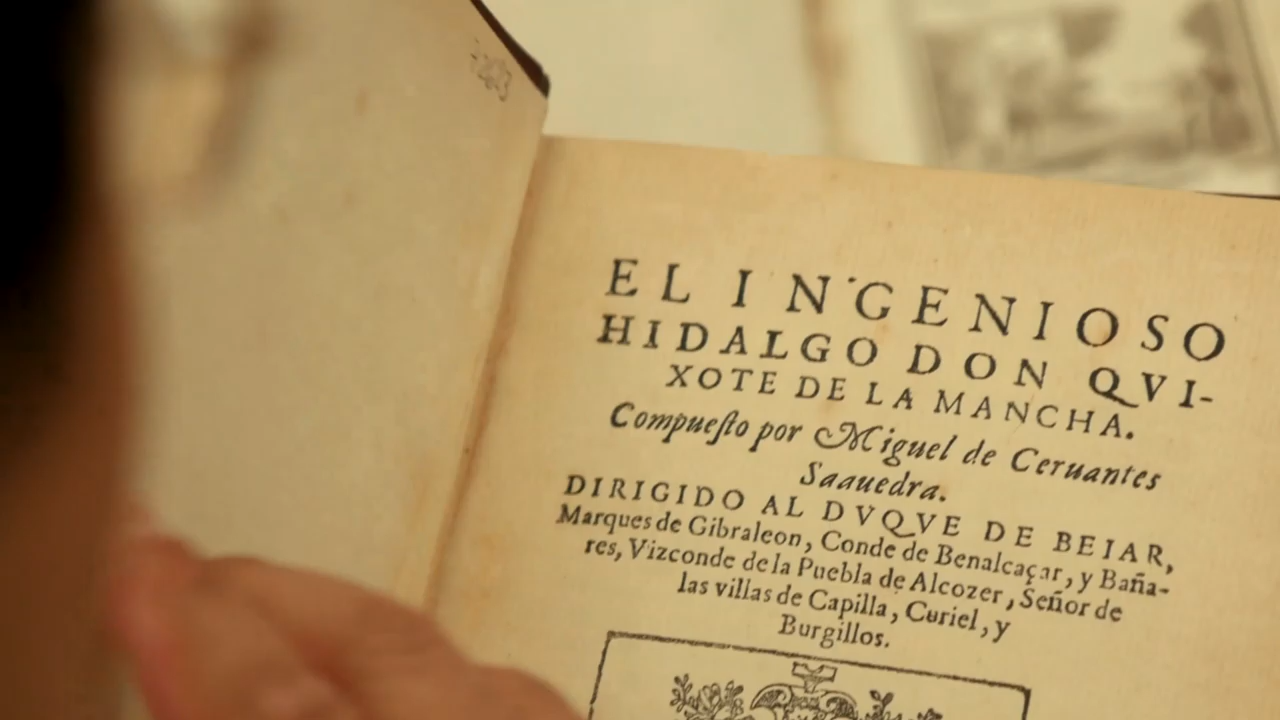 EL INGENIOSO
HIDALGO DON QVI-
XOTE DE LA MANCHA.
Compueſto por Miguel de Ceruantes
Saauedra.
DIRIGIDO AL DVQVE DE BEIAR,
Marques de Gibraleon, Conde de Benalcaçar, y Baña-
res, Vizconde de la Puebla de Alcozer, Señor de
las villas de Capilla, Curiel, y
Burgillos.